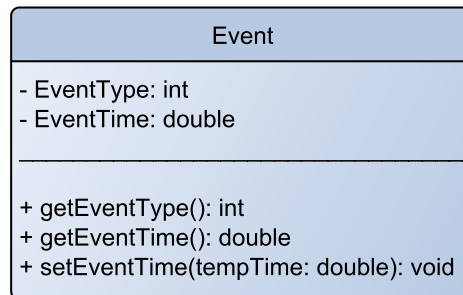 Event
- EventType: int
- EventTime: double
+ getEventType(): int
+ getEventTime(): double
+ setEventTime(tempTime: double): void